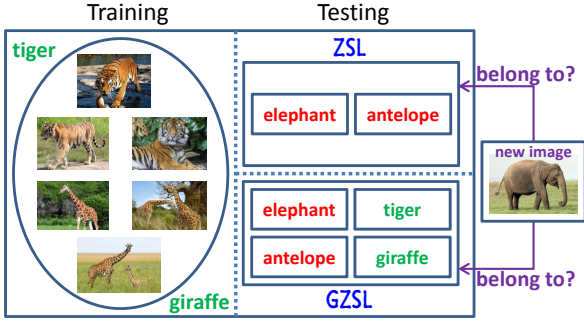 Training
Testing
tiger
giraffe
ZSL
elephant
antelope
elephant
tiger
antelope
giraffe
GZSL
belong to?
new image
belong to?